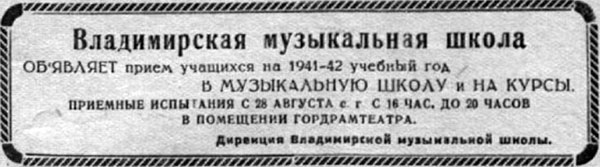 Владимирская музыкальная школа
ОБ'ЯВЛЯЕТ прием учащихся на 1941-42 учебный год
В МУЗЫКАЛЬНУЮ ШКОЛУ и НА КУРСЫ.
ПРИЕМНЫЕ ИСПЫТАНИЯ С 28 АВГУСТА с. г. С 16 ЧАС. ДО 20 ЧАСОВ
В ПОМЕЩЕНИИ ГОРДРАМТЕАТРА.
Дирекция Владимирской музыкальной школы.